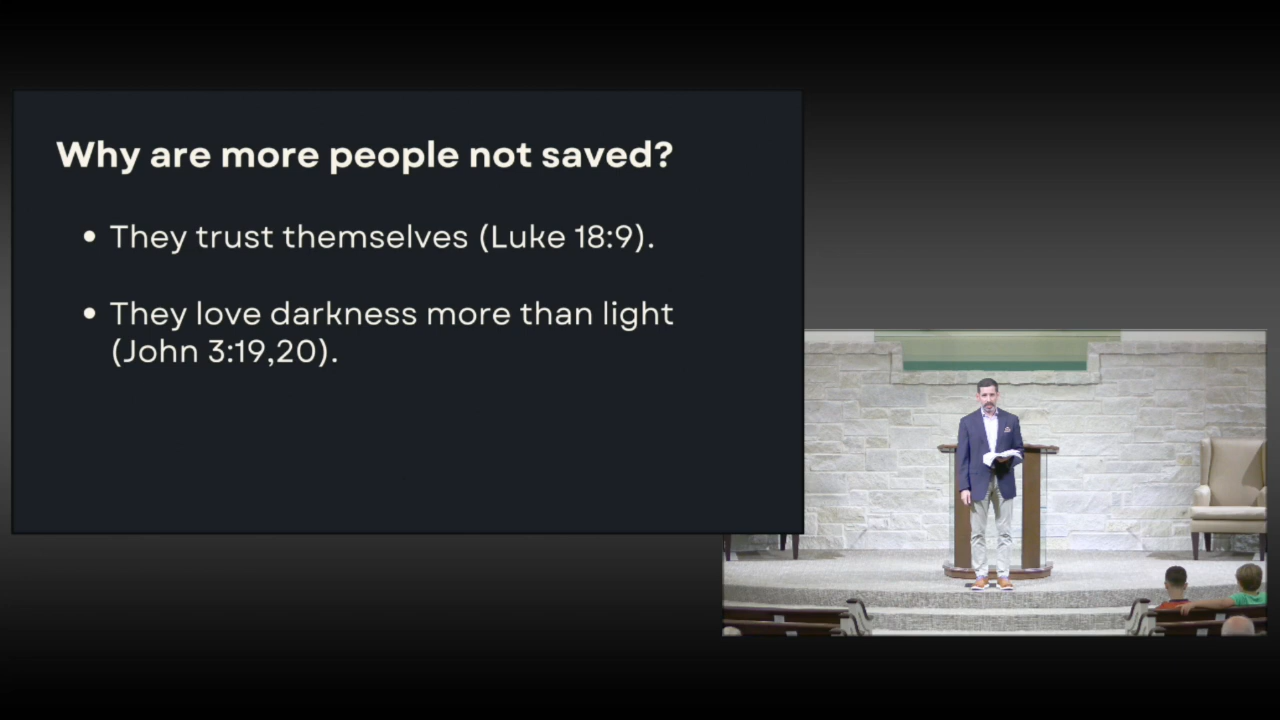 Why are more people not saved?
They trust themselves (Luke 18:9).
They love darkness more than light
(John 3:19,20).